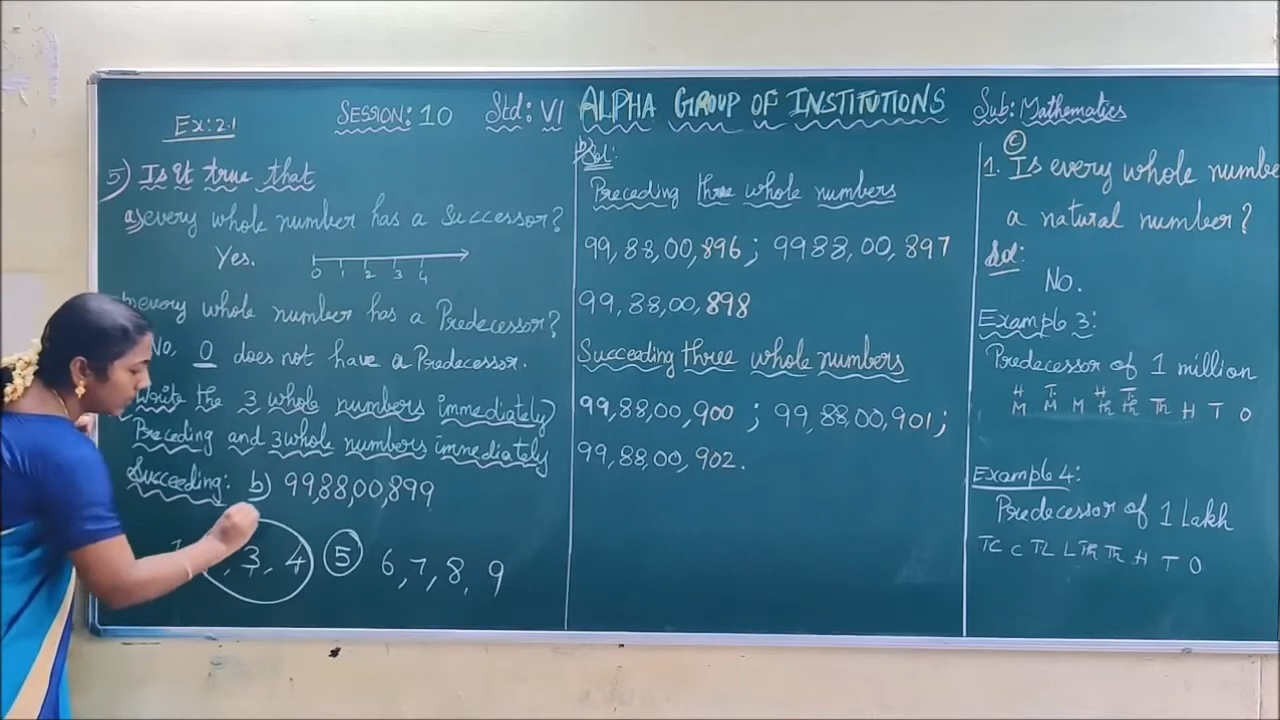 SESSION: 10 Std: VI ALPHA GROUP OF INSTITUTIONS Sub: Mathematics
Ex: 2.1
5) Is it true that
a) every whole number has a Successor?
Yes.
0 1 2 3 4
b) every whole number has a Predecessor?
No, 0 does not have a Predecessor.
Write the 3 whole numbers immediately
Preceding and 3 whole numbers immediately
Succeeding: b) 99,88,00,899
, 3, 4 5 6, 7, 8, 9
b) Sol:
Preceding three whole numbers
99,88,00,896 ; 9988,00,897
99,88,00,898
Succeeding three whole numbers
99,88,00,900 ; 99,88,00,901;
99,88,00,902.
C
1. Is every whole numbe
a natural number?
Sol:
No.
Example 3:
Predecessor of 1 million
H M T M M H Th T Th Th H T O
Example 4:
Predecessor of 1 Lakh
TC C TL L TTh Th H T O